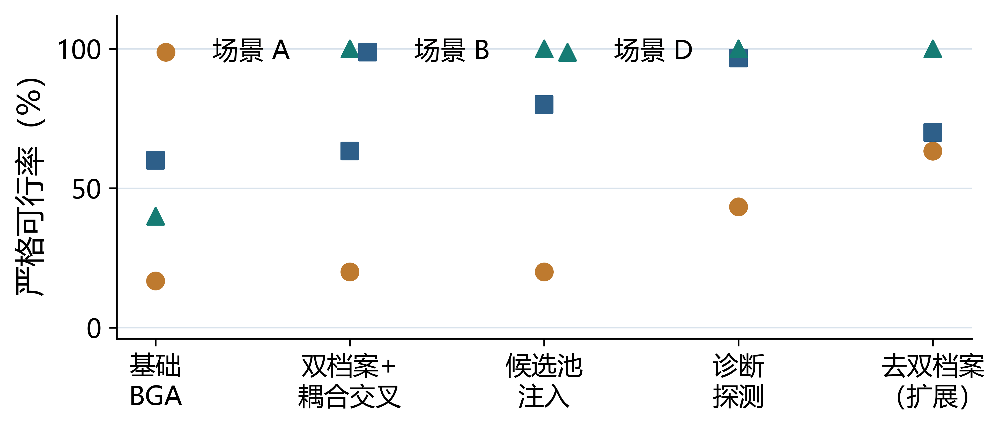 严格可行率 (%)
100
50
0
场景 A
场景 B
场景 D
基础
BGA
双档案+
耦合交叉
候选池
注入
诊断
探测
去双档案
(扩展)